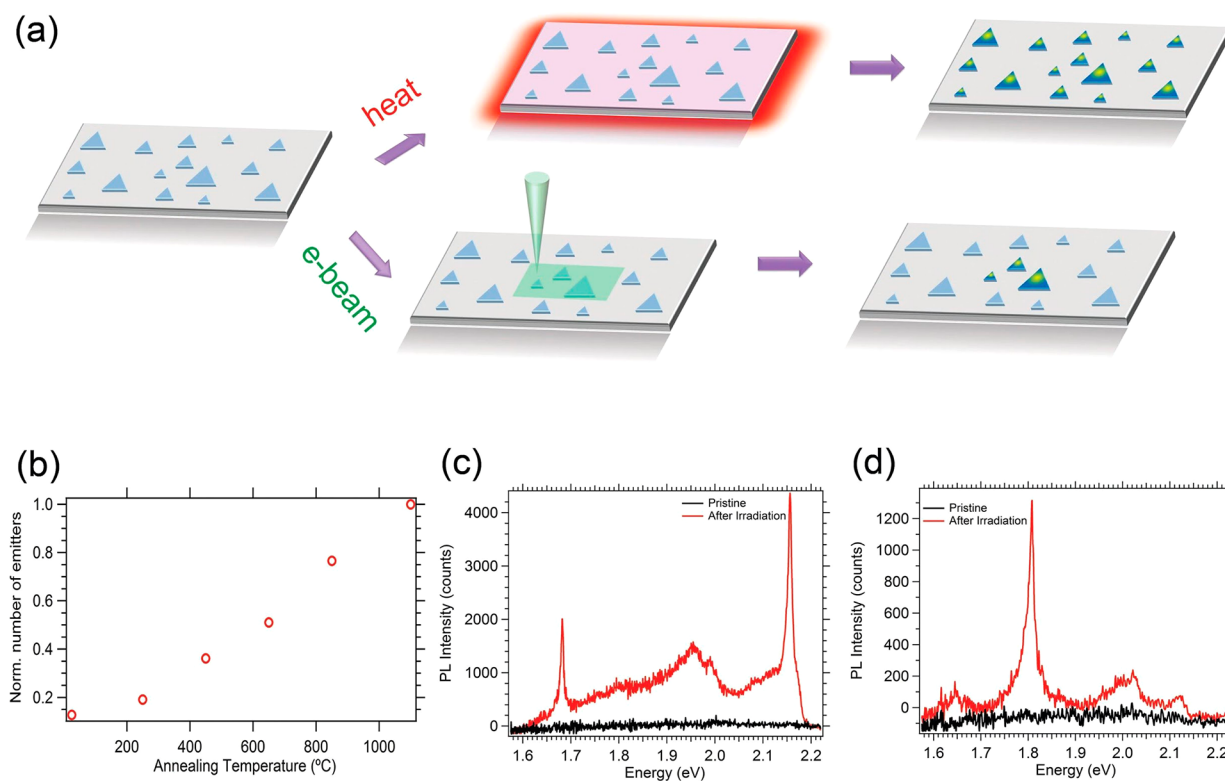 (a)
heat
e-beam
(b)
1.0
0.8
0.6
0.4
0.2
Norm. number of emitters
200 400 600 800 1000
Annealing Temperature (ºC)
(c)
Pristine
After Irradiation
4000
3000
2000
1000
0
PL Intensity (counts)
1.6 1.7 1.8 1.9 2.0 2.1 2.2
Energy (eV)
(d)
Pristine
After Irradiation
1200
1000
800
600
400
200
0
PL Intensity (counts)
1.6 1.7 1.8 1.9 2.0 2.1 2.2
Energy (eV)